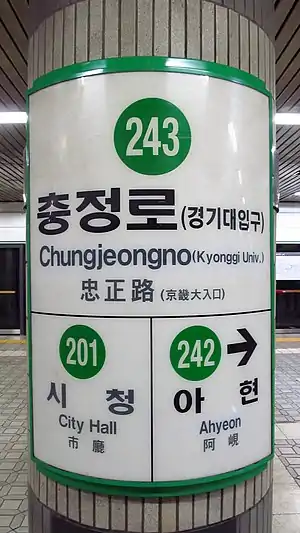 243
충정로(경기대입구)
Chungjeongno(Kyonggi Univ.)
忠正路(京畿大入口)
201
시청
City Hall
市廳
242 →
아현
Ahyeon
阿峴